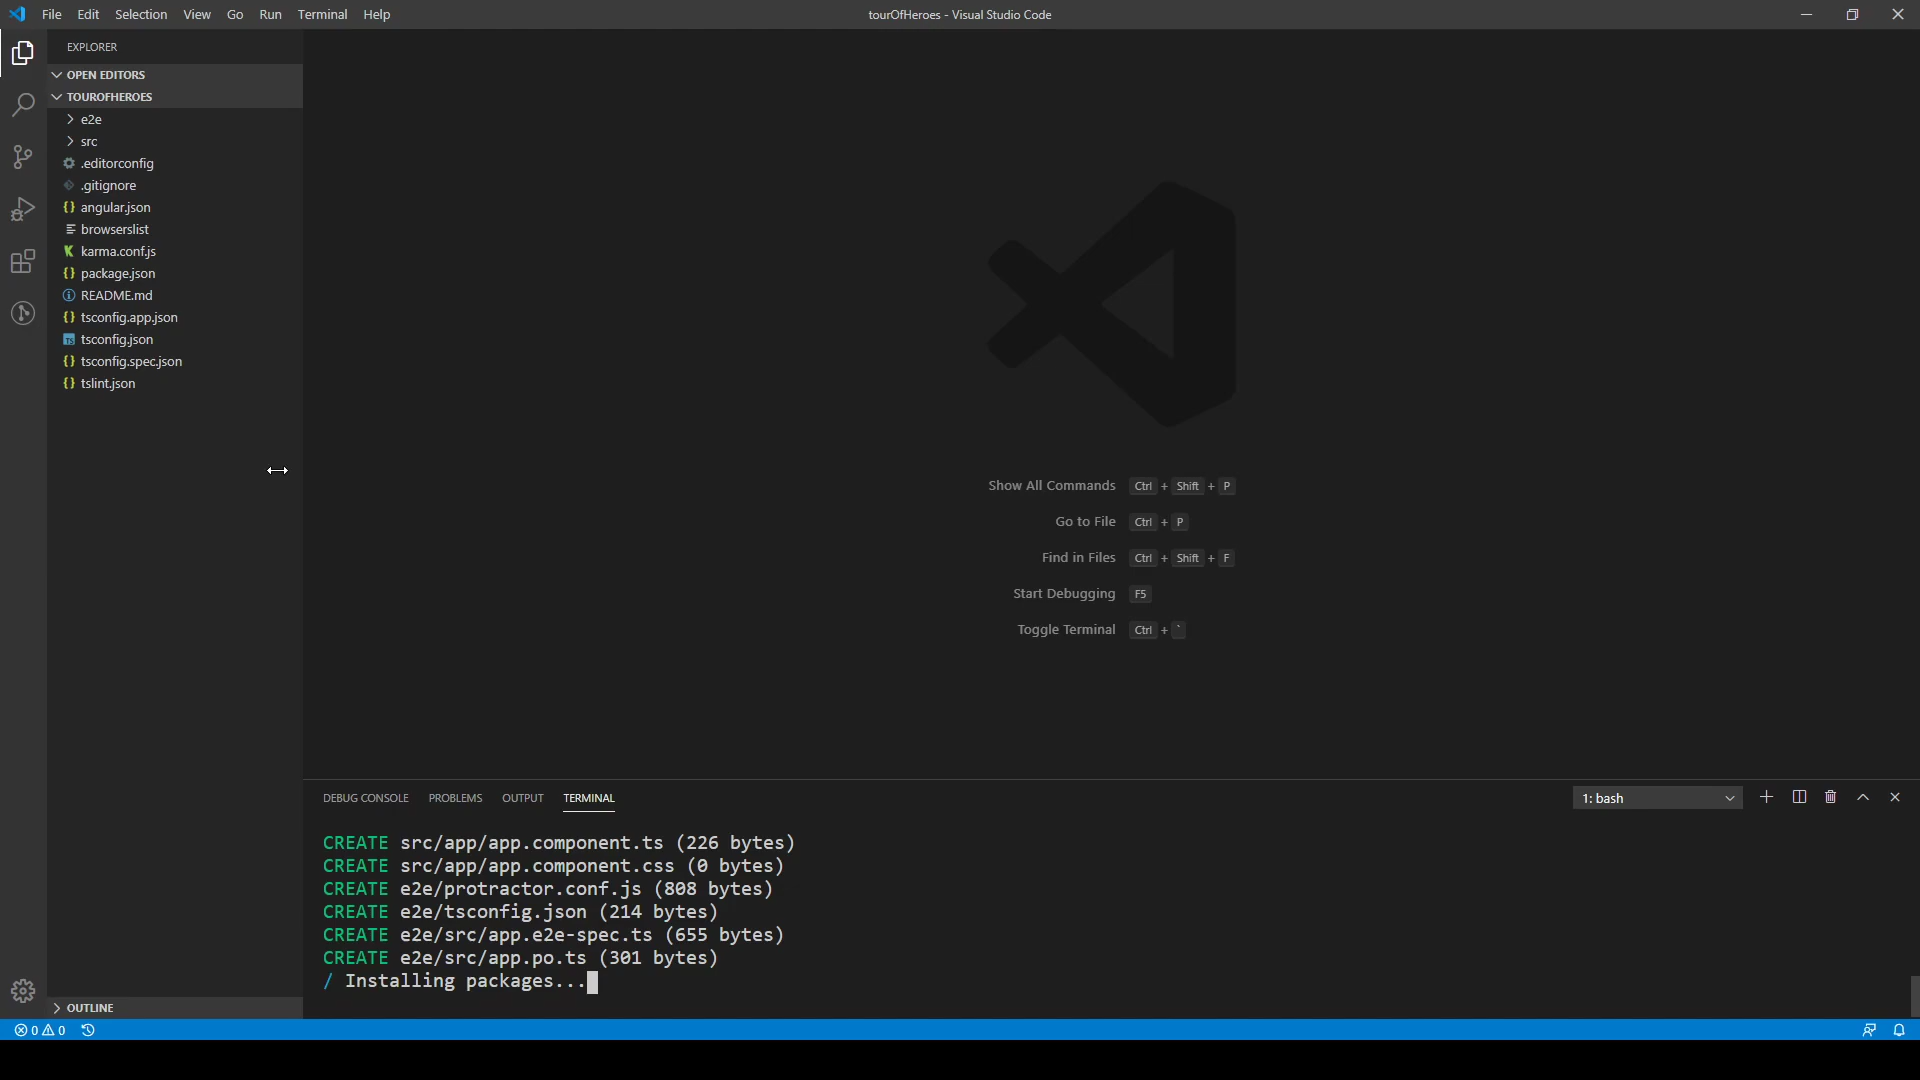 File Edit Selection View Go Run Terminal Help
tourOfHeroes - Visual Studio Code
EXPLORER
OPEN EDITORS
TOUROFHEROES
e2e
src
.editorconfig
.gitignore
angular.json
browserslist
karma.conf.js
package.json
README.md
tsconfig.app.json
tsconfig.json
tsconfig.spec.json
tslint.json
OUTLINE
Show All Commands Ctrl + Shift + P
Go to File Ctrl + P
Find in Files Ctrl + Shift + F
Start Debugging F5
Toggle Terminal Ctrl + `
DEBUG CONSOLE PROBLEMS OUTPUT TERMINAL
1: bash
CREATE src/app/app.component.ts (226 bytes)
CREATE src/app/app.component.css (0 bytes)
CREATE e2e/protractor.conf.js (808 bytes)
CREATE e2e/tsconfig.json (214 bytes)
CREATE e2e/src/app.e2e-spec.ts (655 bytes)
CREATE e2e/src/app.po.ts (301 bytes)
/ Installing packages...
0 0